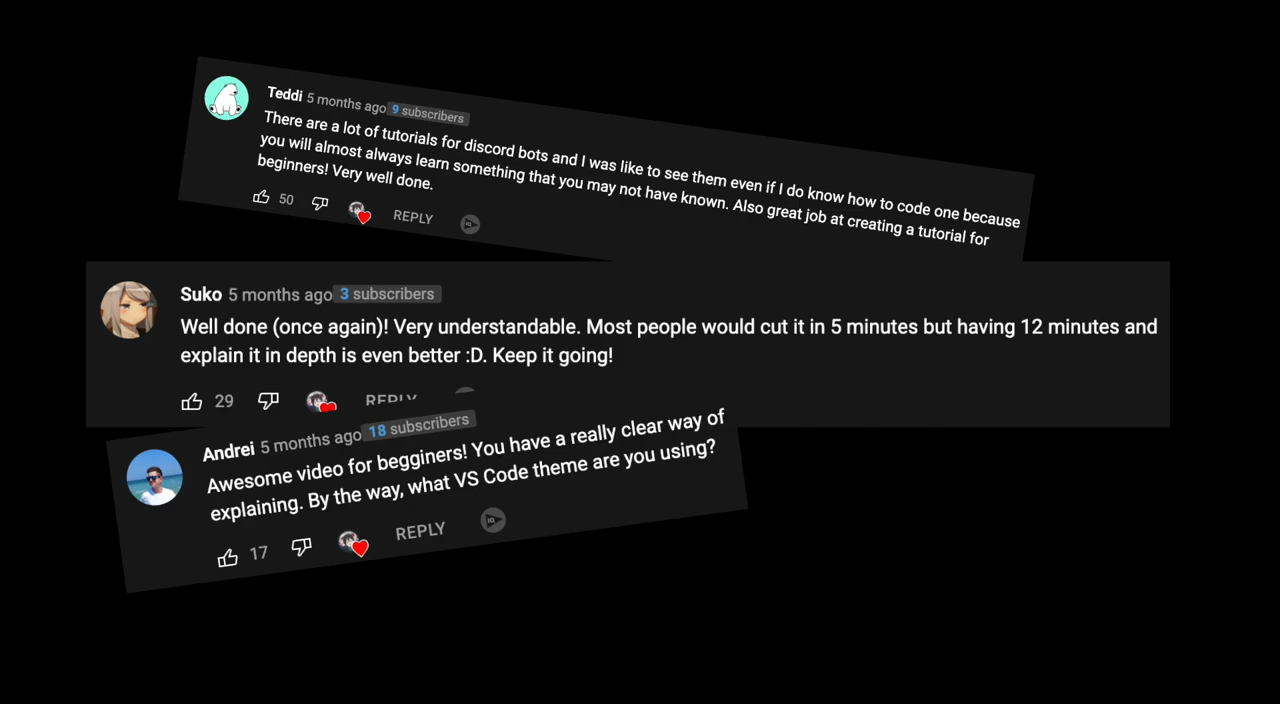 Teddi 5 months ago 9 subscribers
There are a lot of tutorials for discord bots and I was like to see them even if I do know how to code one because
you will almost always learn something that you may not have known. Also great job at creating a tutorial for
beginners! Very well done.
50 REPLY
Suko 5 months ago 3 subscribers
Well done (once again)! Very understandable. Most people would cut it in 5 minutes but having 12 minutes and
explain it in depth is even better :D. Keep it going!
29 REPLY
Andrei 5 months ago 18 subscribers
Awesome video for begginers! You have a really clear way of
explaining. By the way, what VS Code theme are you using?
17 REPLY IQ